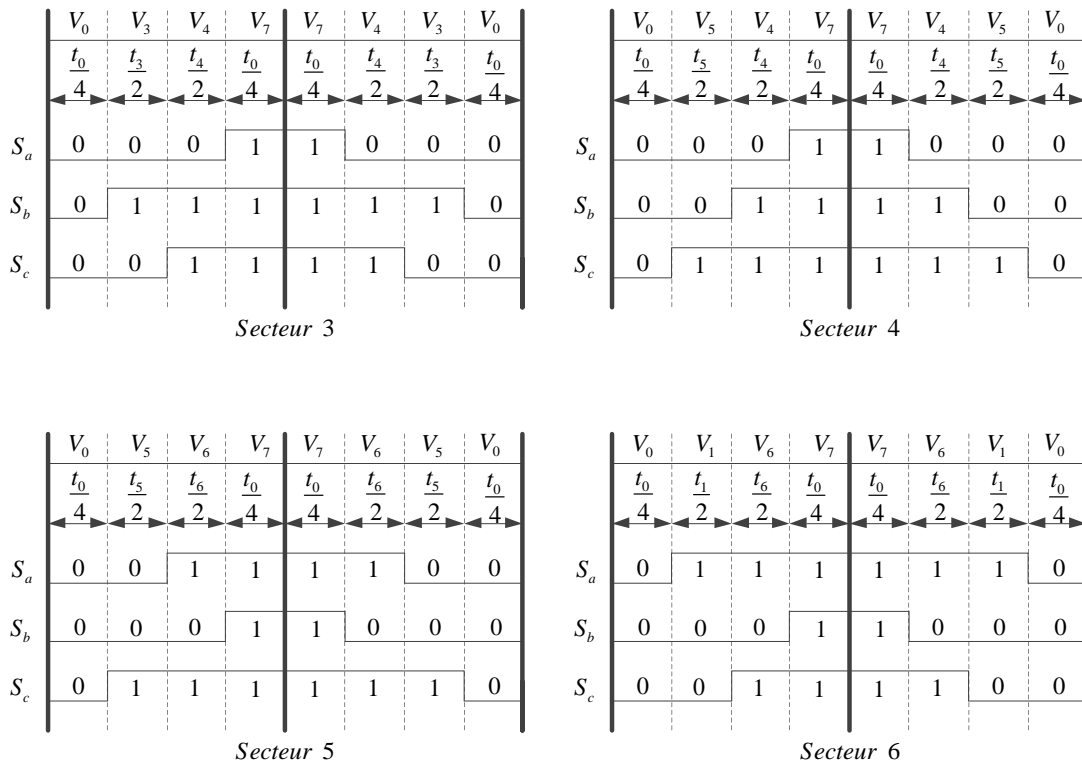 V0 V3 V4 V7 V7 V4 V3 V0
t0/4 t3/2 t4/2 t0/4 t0/4 t4/2 t3/2 t0/4
Sa 0 0 0 1 1 0 0 0
Sb 0 1 1 1 1 1 1 0
Sc 0 0 1 1 1 1 0 0
Secteur 3
V0 V5 V4 V7 V7 V4 V5 V0
t0/4 t5/2 t4/2 t0/4 t0/4 t4/2 t5/2 t0/4
Sa 0 0 0 1 1 0 0 0
Sb 0 0 1 1 1 1 0 0
Sc 0 1 1 1 1 1 1 0
Secteur 4
V0 V5 V6 V7 V7 V6 V5 V0
t0/4 t5/2 t6/2 t0/4 t0/4 t6/2 t5/2 t0/4
Sa 0 0 1 1 1 1 0 0
Sb 0 0 0 1 1 0 0 0
Sc 0 1 1 1 1 1 1 0
Secteur 5
V0 V1 V6 V7 V7 V6 V1 V0
t0/4 t1/2 t6/2 t0/4 t0/4 t6/2 t1/2 t0/4
Sa 0 1 1 1 1 1 1 0
Sb 0 0 0 1 1 0 0 0
Sc 0 0 1 1 1 1 0 0
Secteur 6